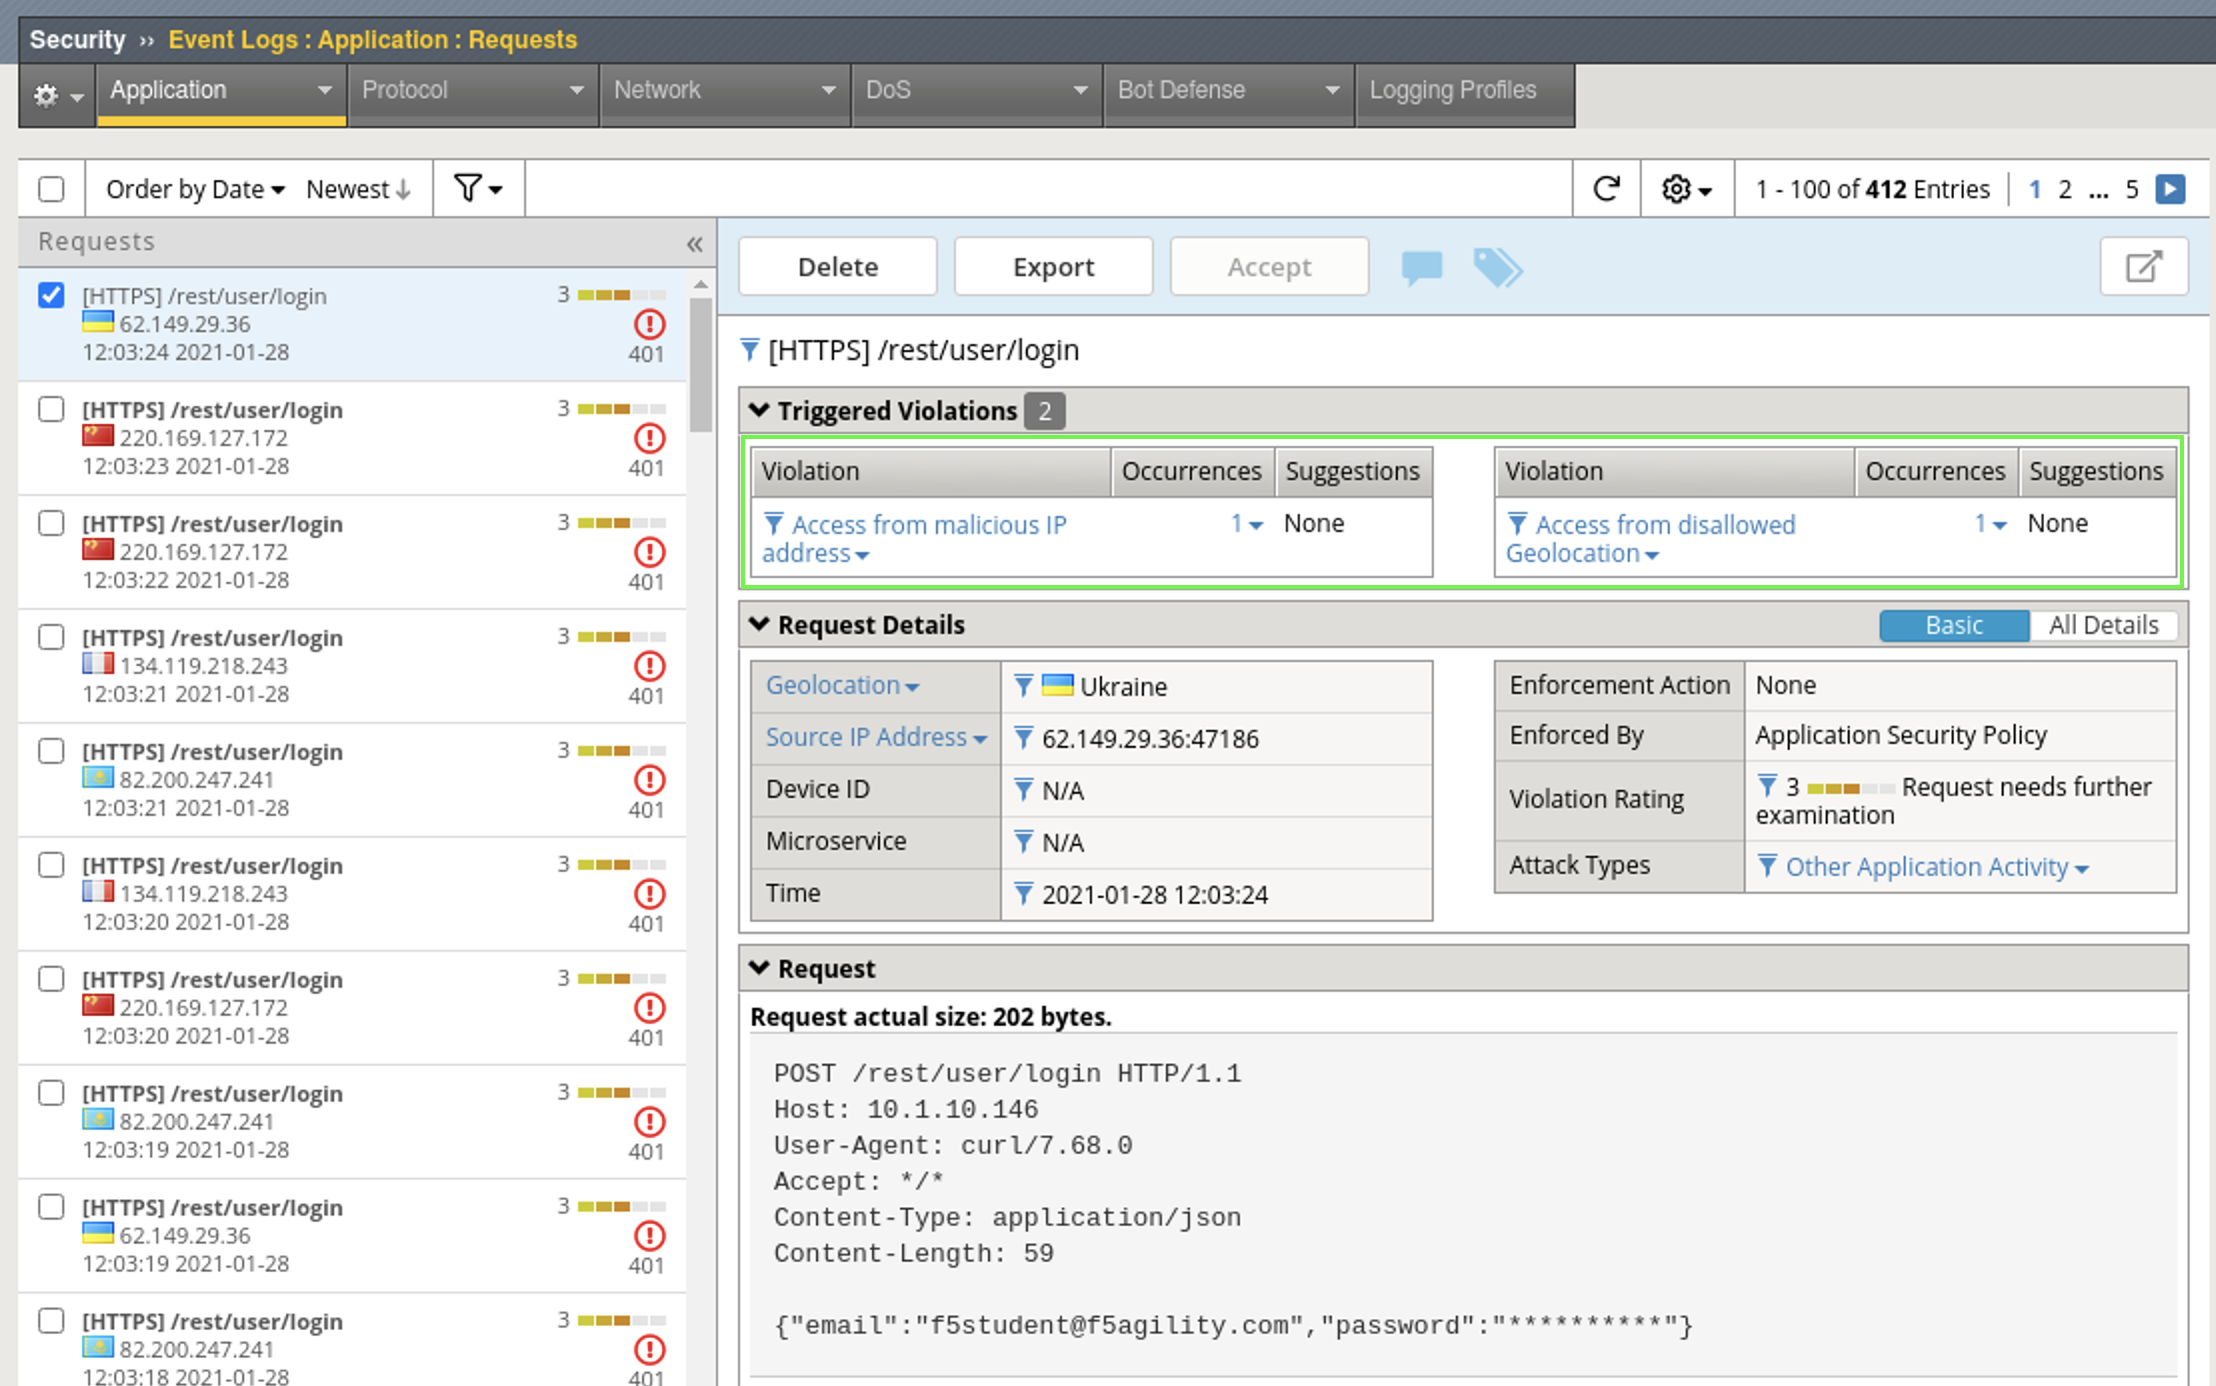 Security ›› Event Logs : Application : Requests
Application Protocol Network DoS Bot Defense Logging Profiles
Order by Date Newest 1 - 100 of 412 Entries 1 2 ... 5
Requests «
[HTTPS] /rest/user/login 3
62.149.29.36
12:03:24 2021-01-28 401
[HTTPS] /rest/user/login 3
220.169.127.172
12:03:23 2021-01-28 401
[HTTPS] /rest/user/login 3
220.169.127.172
12:03:22 2021-01-28 401
[HTTPS] /rest/user/login 3
134.119.218.243
12:03:21 2021-01-28 401
[HTTPS] /rest/user/login 3
82.200.247.241
12:03:21 2021-01-28 401
[HTTPS] /rest/user/login 3
134.119.218.243
12:03:20 2021-01-28 401
[HTTPS] /rest/user/login 3
220.169.127.172
12:03:20 2021-01-28 401
[HTTPS] /rest/user/login 3
82.200.247.241
12:03:19 2021-01-28 401
[HTTPS] /rest/user/login 3
62.149.29.36
12:03:19 2021-01-28 401
[HTTPS] /rest/user/login 3
82.200.247.241
12:03:18 2021-01-28 401
Delete Export Accept
[HTTPS] /rest/user/login
Triggered Violations 2
Violation Occurrences Suggestions
Access from malicious IP 1 None
address
Violation Occurrences Suggestions
Access from disallowed 1 None
Geolocation
Request Details Basic All Details
Geolocation Ukraine
Source IP Address 62.149.29.36:47186
Device ID N/A
Microservice N/A
Time 2021-01-28 12:03:24
Enforcement Action None
Enforced By Application Security Policy
Violation Rating 3 Request needs further
examination
Attack Types Other Application Activity
Request
Request actual size: 202 bytes.
POST /rest/user/login HTTP/1.1
Host: 10.1.10.146
User-Agent: curl/7.68.0
Accept: */*
Content-Type: application/json
Content-Length: 59
{"email":"f5student@f5agility.com","password":"**********"}